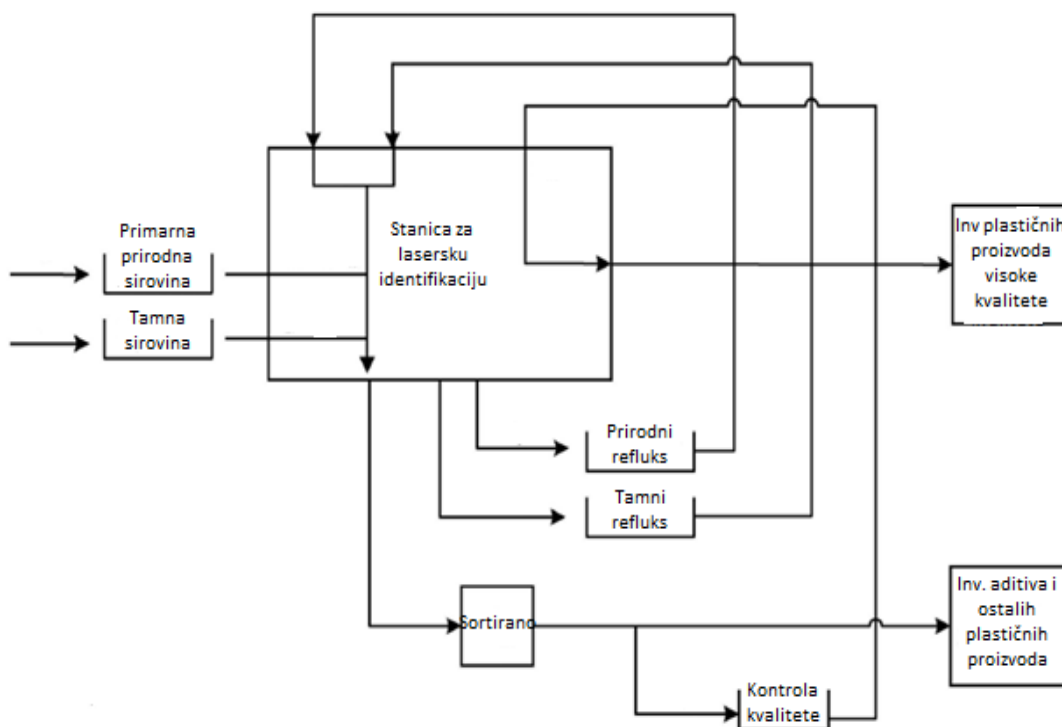 Primarna
prirodna
sirovina
Tamna
sirovina
Stanica za
lasersku
identifikaciju
Inv plastičnih
proizvoda
visoke
kvalitete
Prirodni
refluks
Tamni
refluks
Sortirano
Inv. aditiva i
ostalih
plastičnih
proizvoda
Kontrola
kvalitete